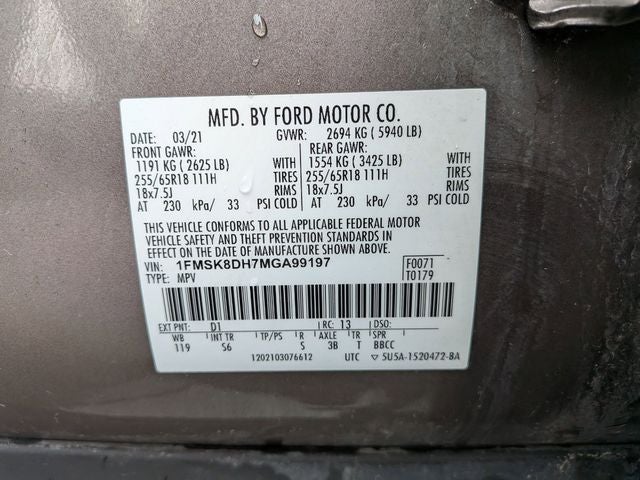 MFD. BY FORD MOTOR CO.
DATE: 03/21 GVWR: 2694 KG ( 5940 LB)
FRONT GAWR: REAR GAWR:
1191 KG ( 2625 LB) WITH 1554 KG ( 3425 LB) WITH
255/65R18 111H TIRES 255/65R18 111H TIRES
18x7.5J RIMS 18x7.5J RIMS
AT 230 kPa/ 33 PSI COLD AT 230 kPa/ 33 PSI COLD
THIS VEHICLE CONFORMS TO ALL APPLICABLE FEDERAL MOTOR
VEHICLE SAFETY AND THEFT PREVENTION STANDARDS IN
EFFECT ON THE DATE OF MANUFACTURE SHOWN ABOVE.
VIN: 1FMSK8DH7MGA99197 F0071
TYPE: MPV T0179
EXT PNT: D1 RC: 13 DSO:
WB INT TR TP/PS R AXLE TR SPR
119 S6 S 3B T BBCC
1202103076612 UTC ▽ 5U5A-1520472-BA